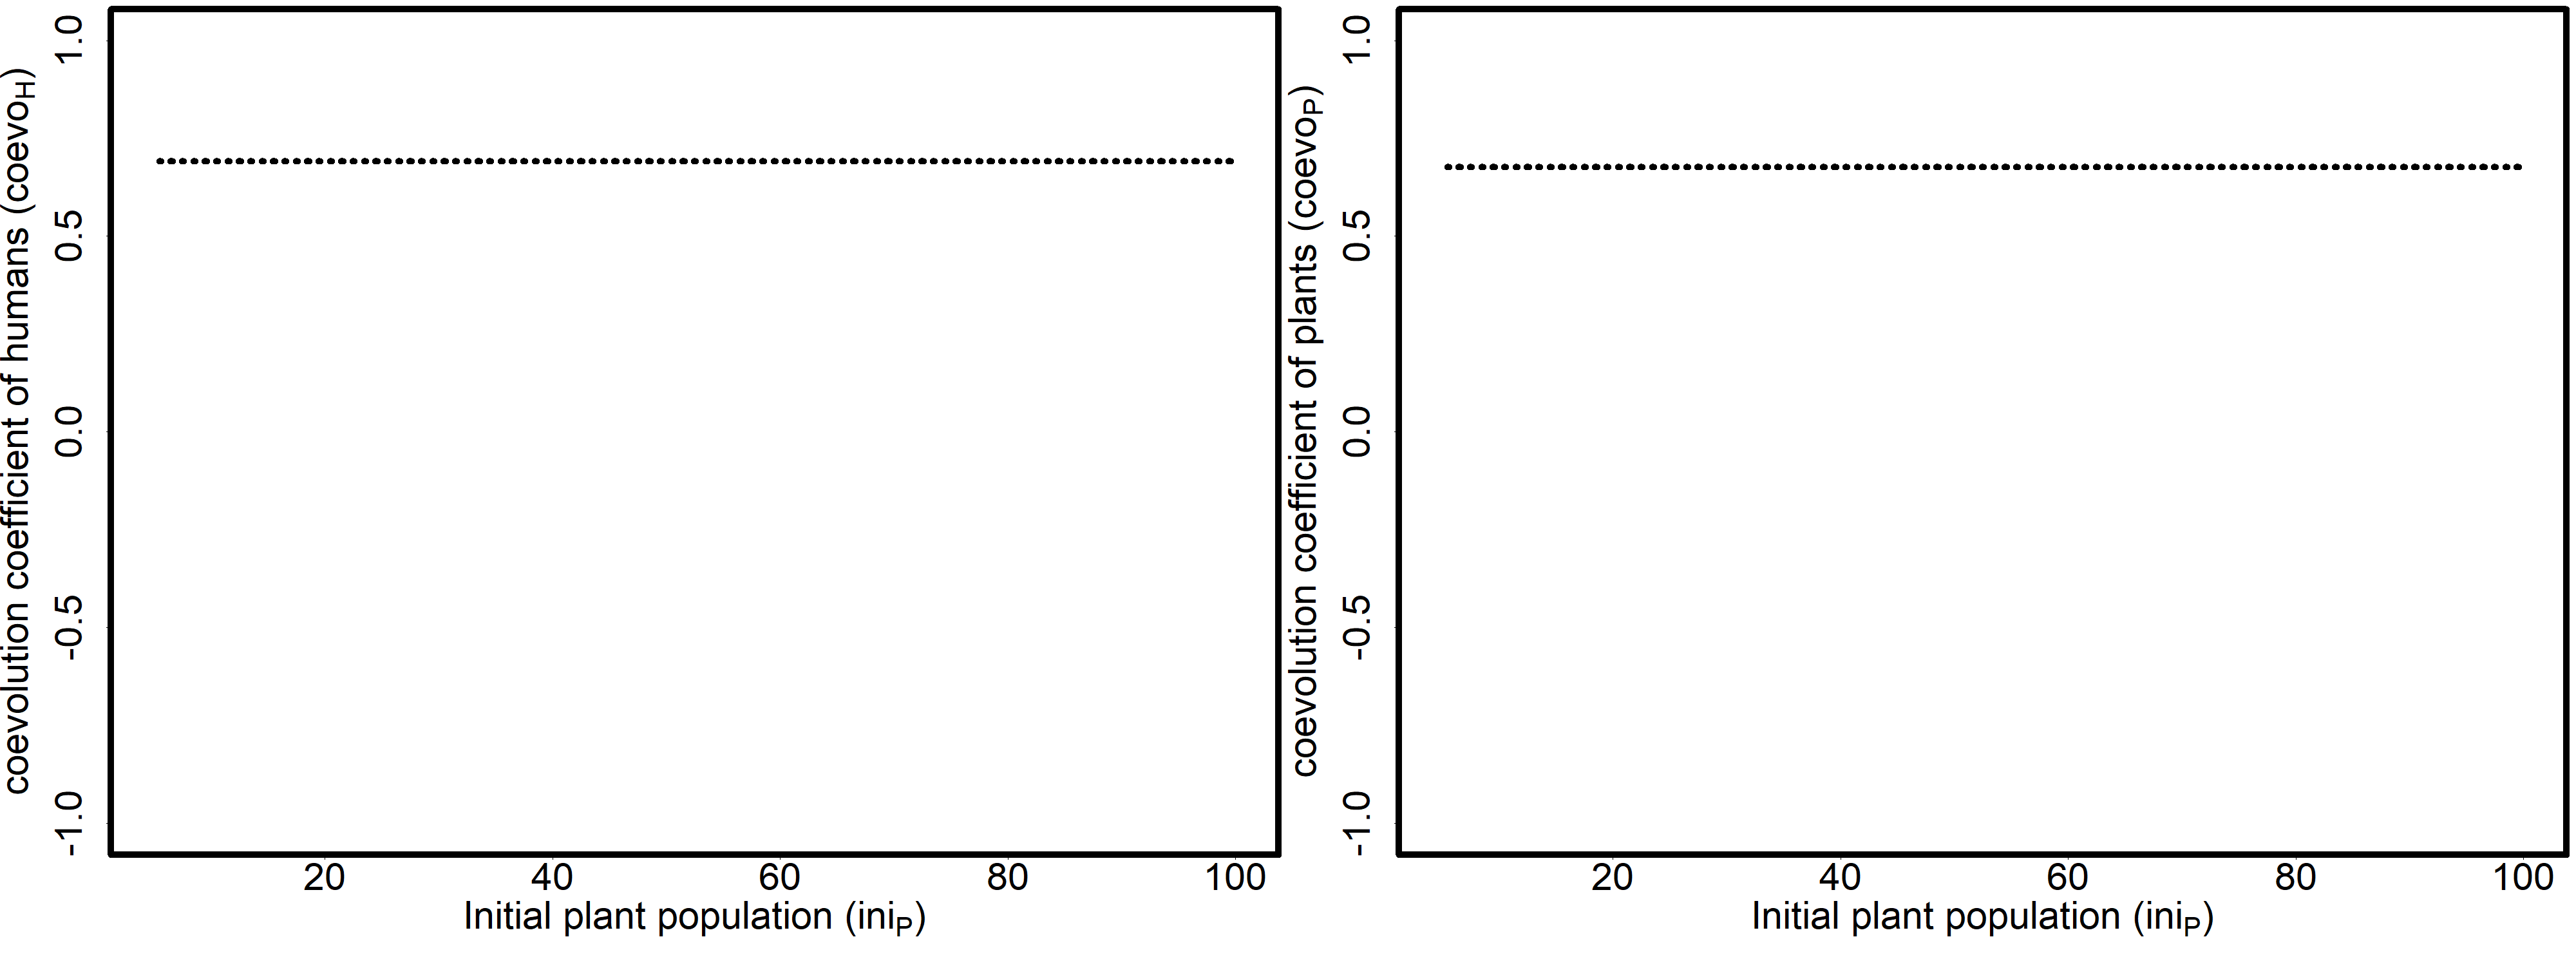 coevolution coefficient of humans (coevoH)
1.0
0.5
0.0
-0.5
-1.0
20 40 60 80 100
Initial plant population (iniP)
coevolution coefficient of plants (coevoP)
1.0
0.5
0.0
-0.5
-1.0
20 40 60 80 100
Initial plant population (iniP)